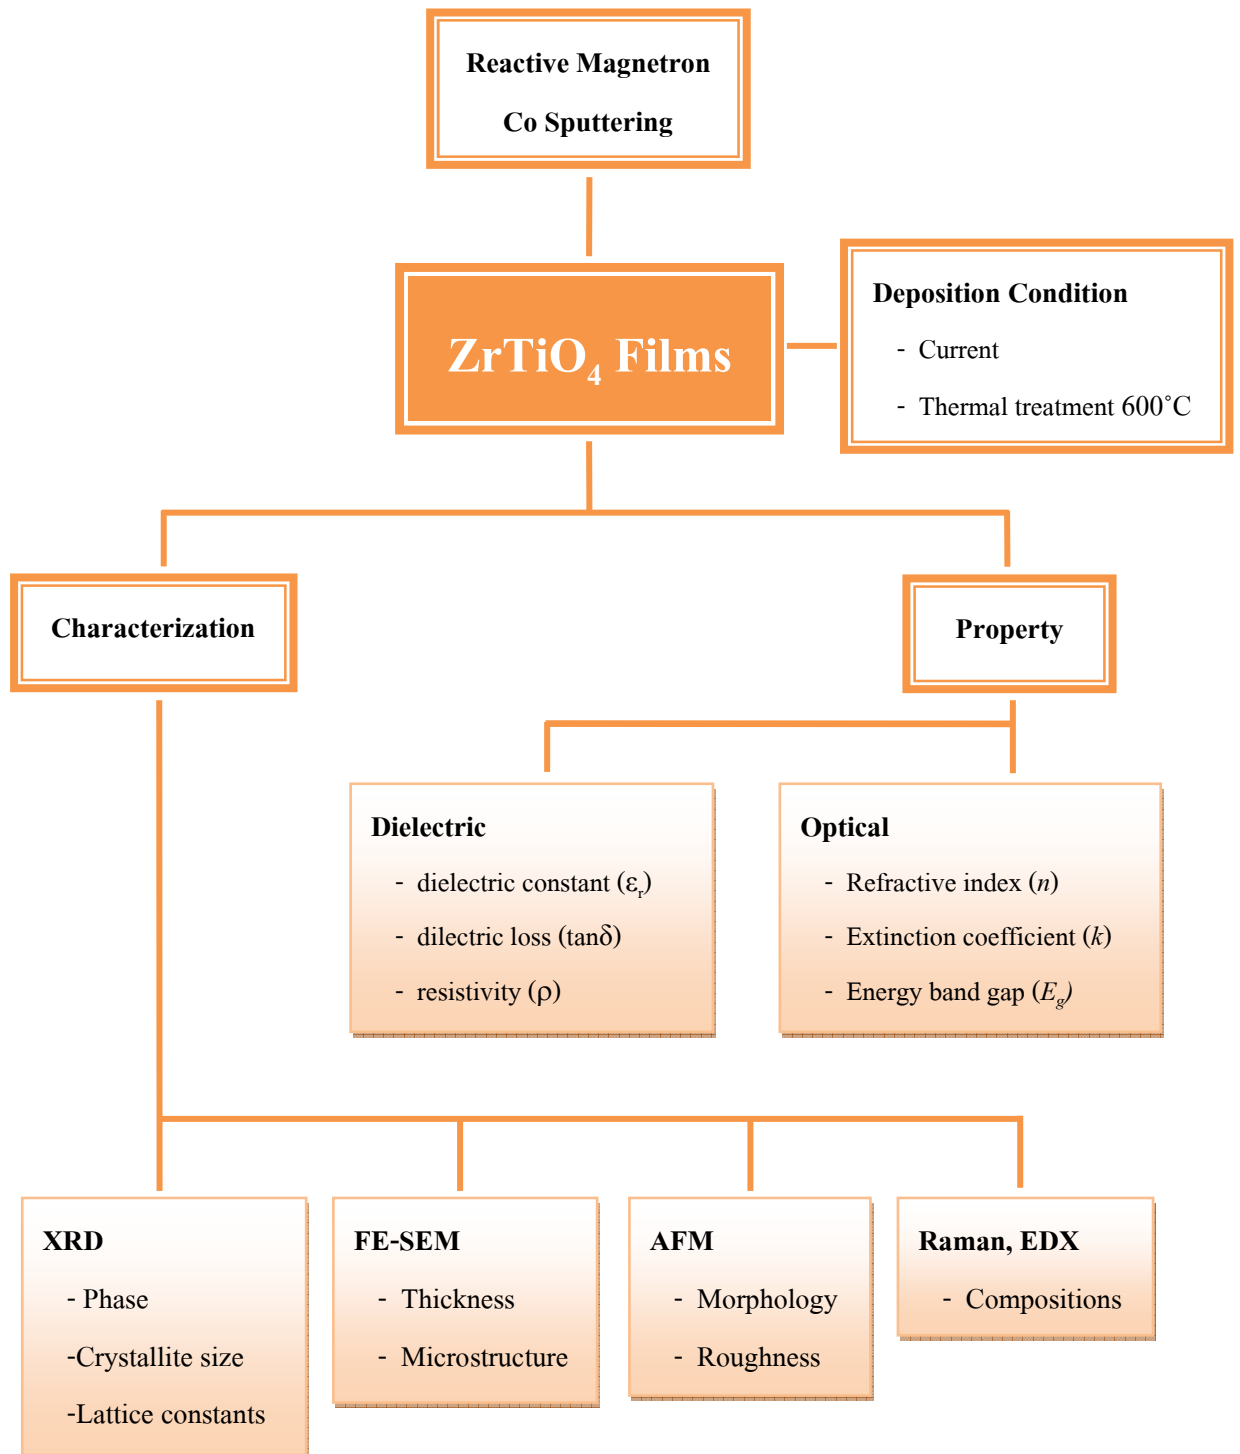 Reactive Magnetron
Co Sputtering
ZrTiO₄ Films
Deposition Condition
- Current
- Thermal treatment 600˚C
Characterization
Property
Dielectric
- dielectric constant (εᵣ)
- dilectric loss (tanδ)
- resistivity (ρ)
Optical
- Refractive index (n)
- Extinction coefficient (k)
- Energy band gap (E_g)
XRD
- Phase
-Crystallite size
-Lattice constants
FE-SEM
- Thickness
- Microstructure
AFM
- Morphology
- Roughness
Raman, EDX
- Compositions